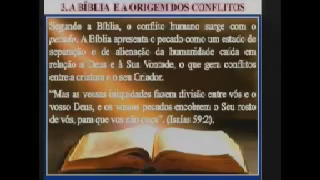 3. A BÍBLIA E A ORIGEM DOS CONFLITOS
Segundo a Bíblia, o conflito humano surge com o
pecado. A Bíblia apresenta o pecado como um estado de
separação e de alienação da humanidade caída em
relação a Deus e à Sua Vontade, o que gera conflitos
entre a criatura e o seu Criador.
“Mas as vossas iniquidades fazem divisão entre vós e o
vosso Deus, e os vossos pecados encobrem o Seu rosto
de vós, para que vos não ouça”. (Isaías 59:2).